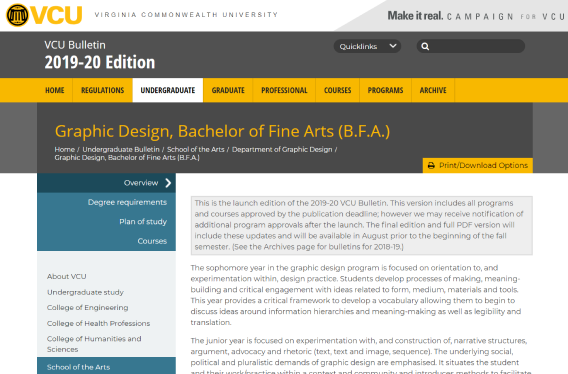 VCU VIRGINIA COMMONWEALTH UNIVERSITY
Make it real. CAMPAIGN FOR VCU
VCU Bulletin
2019-20 Edition
Quicklinks
HOME REGULATIONS UNDERGRADUATE GRADUATE PROFESSIONAL COURSES PROGRAMS ARCHIVE
Graphic Design, Bachelor of Fine Arts (B.F.A.)
Home / Undergraduate Bulletin / School of the Arts / Department of Graphic Design /
Graphic Design, Bachelor of Fine Arts (B.F.A.)
Print/Download Options
Overview
Degree requirements
Plan of study
Courses
About VCU
Undergraduate study
College of Engineering
College of Health Professions
College of Humanities and
Sciences
School of the Arts
This is the launch edition of the 2019-20 VCU Bulletin. This version includes all programs
and courses approved by the publication deadline; however we may receive notification of
additional program approvals after the launch. The final edition and full PDF version will
include these updates and will be available in August prior to the beginning of the fall
semester. (See the Archives page for bulletins for 2018-19.)
The sophomore year in the graphic design program is focused on orientation to, and
experimentation within, design practice. Students develop processes of making, meaning-
building and critical engagement with ideas related to form, medium, materials and tools.
This year provides a critical framework to develop a vocabulary allowing them to begin to
discuss ideas around information hierarchies and meaning-making as well as legibility and
translation.
The junior year is focused on experimentation with, and construction of, narrative structures,
argument, advocacy and rhetoric (text, text and image, sequence). The underlying social,
political and pluralistic demands of graphic design are emphasised. It situates the student
and their work/practice within a context and community and introduces methods to facilitate